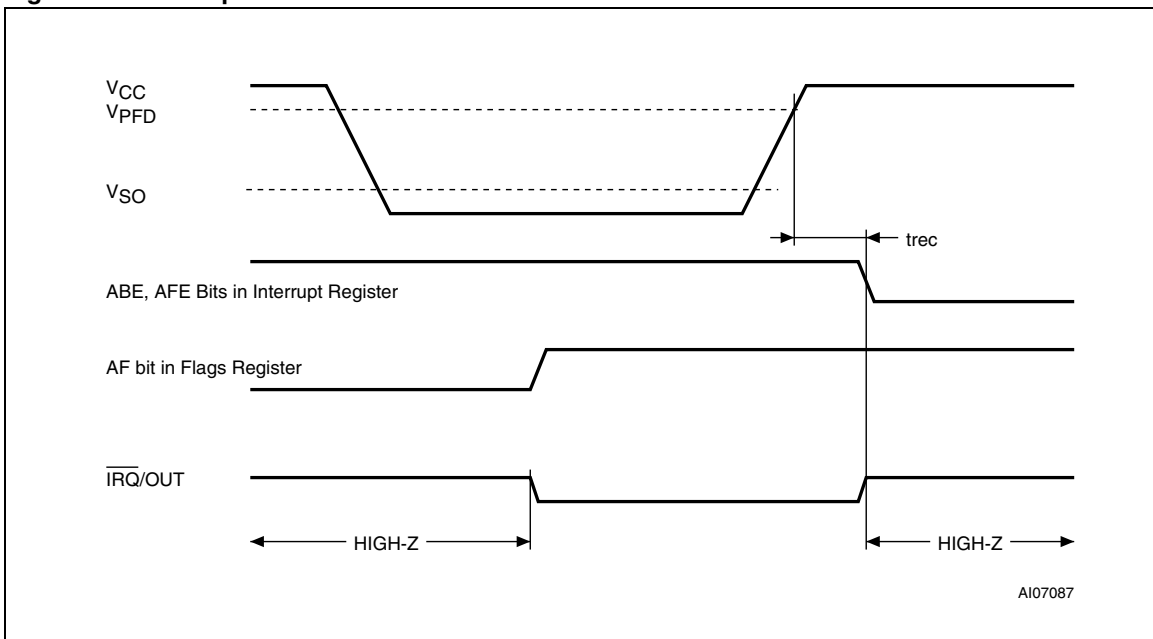 VCC
VPFD
VSO
trec
ABE, AFE Bits in Interrupt Register
AF bit in Flags Register
IRQ/OUT
HIGH-Z
HIGH-Z
AI07087